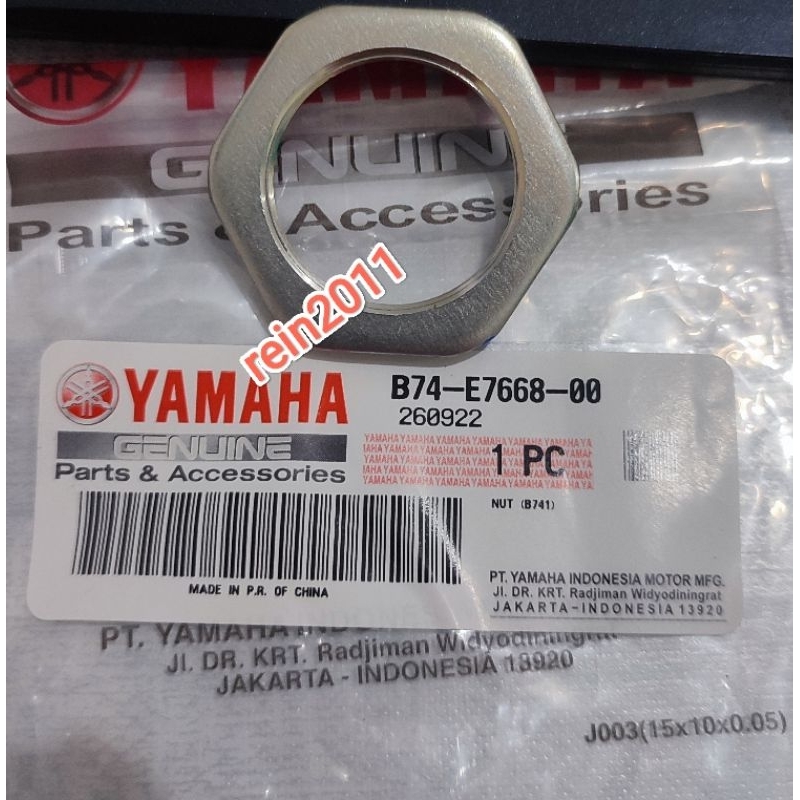 YAMAHA
GENUINE
Parts & Accessories
rein2011
YAMAHA
GENUINE
Parts & Accessories
B74-E7668-00
260922
1 PC
NUT (B741)
MADE IN P.R. OF CHINA
PT. YAMAHA INDONESIA MOTOR MFG.
Jl. DR. KRT. Radjiman Widyodiningrat
JAKARTA-INDONESIA 13920
PT. YAMAHA
Jl. DR. KRT. Radjiman Widyodiningrat
JAKARTA - INDONESIA 13920
J003(15x10x0.05)